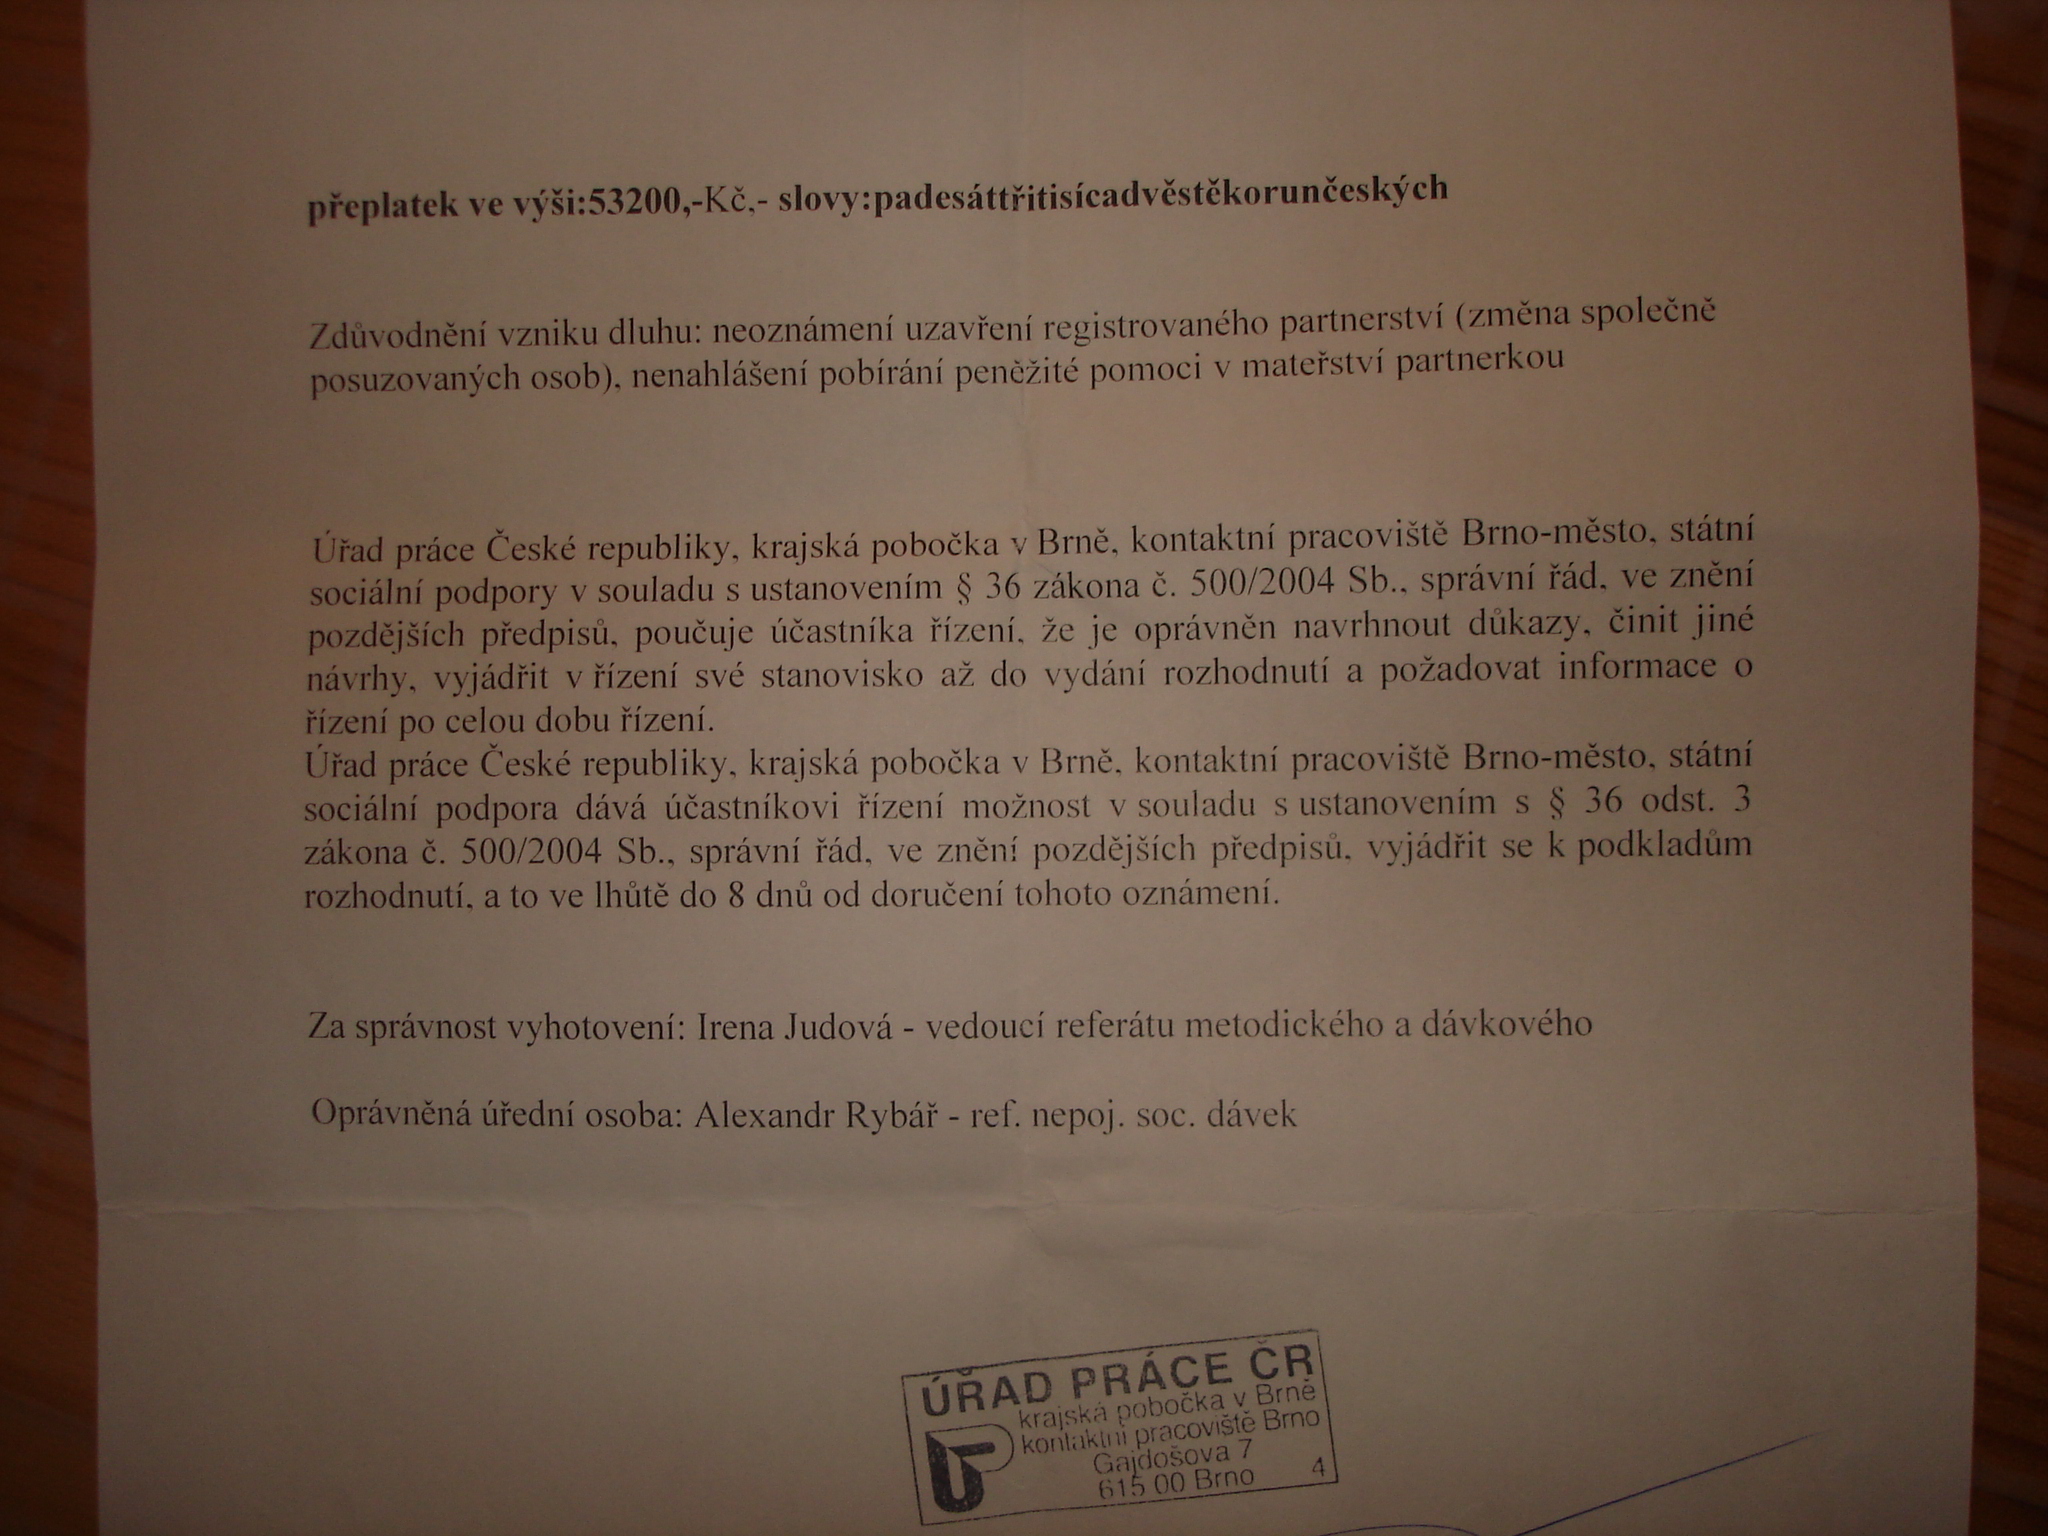 přeplatek ve výši:53200,-Kč,- slovy:padesáttřitisícadvěstěkorunčeských
Zdůvodnění vzniku dluhu: neoznámení uzavření registrovaného partnerství (změna společně
posuzovaných osob), nenahlášení pobírání peněžité pomoci v mateřství partnerkou
Úřad práce České republiky, krajská pobočka v Brně, kontaktní pracoviště Brno-město, státní
sociální podpory v souladu s ustanovením § 36 zákona č. 500/2004 Sb., správní řád, ve znění
pozdějších předpisů, poučuje účastníka řízení, že je oprávněn navrhnout důkazy, činit jiné
návrhy, vyjádřit v řízení své stanovisko až do vydání rozhodnutí a požadovat informace o
řízení po celou dobu řízení.
Úřad práce České republiky, krajská pobočka v Brně, kontaktní pracoviště Brno-město, státní
sociální podpora dává účastníkovi řízení možnost v souladu s ustanovením s § 36 odst. 3
zákona č. 500/2004 Sb., správní řád, ve znění pozdějších předpisů, vyjádřit se k podkladům
rozhodnutí, a to ve lhůtě do 8 dnů od doručení tohoto oznámení.
Za správnost vyhotovení: Irena Judová - vedoucí referátu metodického a dávkového
Oprávněná úřední osoba: Alexandr Rybář - ref. nepoj. soc. dávek
ÚŘAD PRÁCE ČR
krajská pobočka v Brně
kontaktní pracoviště Brno
Gajdošova 7
615 00 Brno 4